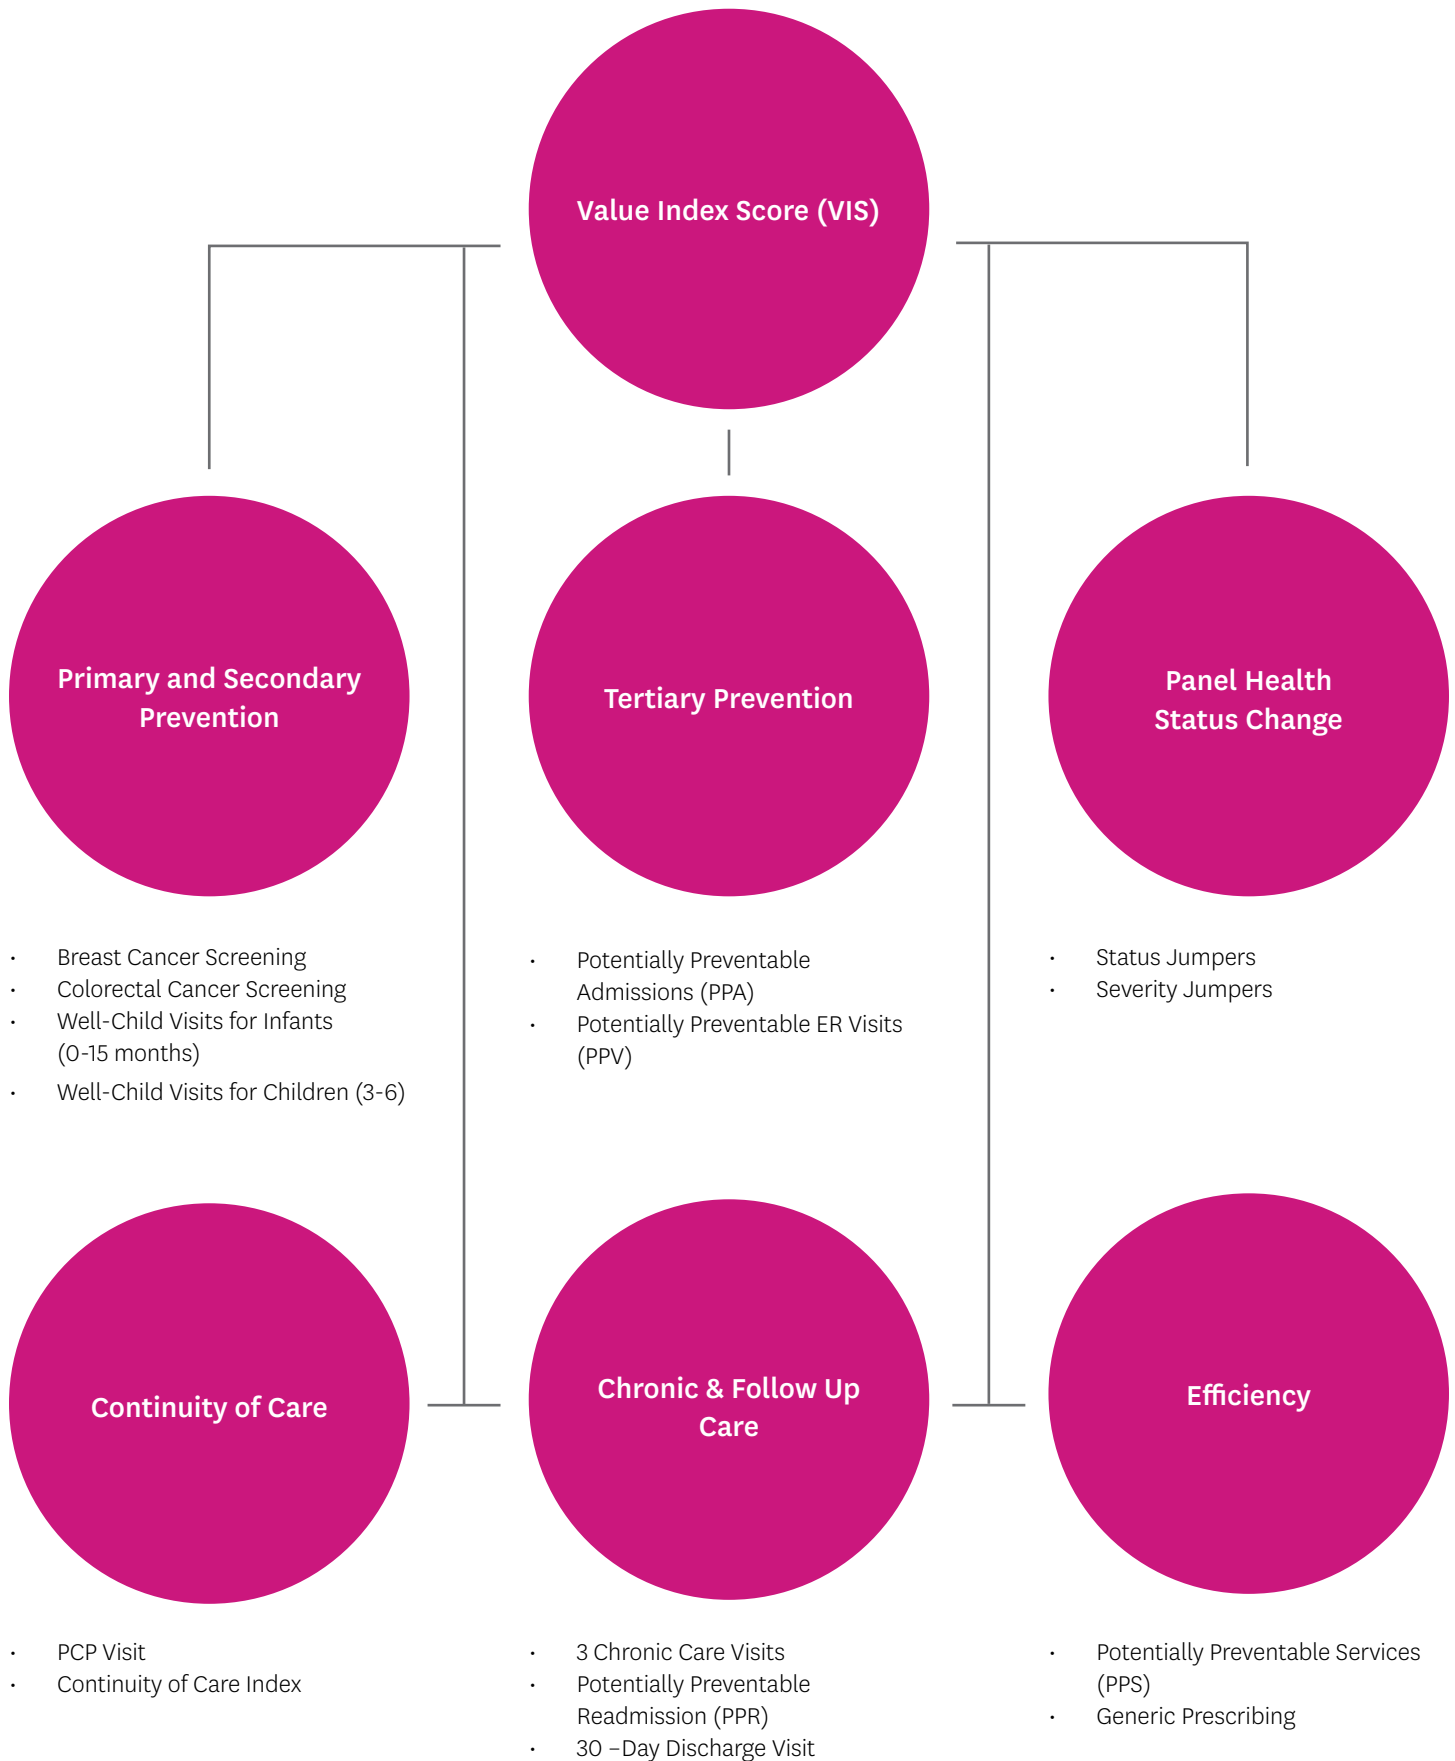 Value Index Score (VIS)
Primary and Secondary
Prevention
Tertiary Prevention
Panel Health
Status Change
• Breast Cancer Screening
• Colorectal Cancer Screening
• Well-Child Visits for Infants
(0-15 months)
• Well-Child Visits for Children (3-6)
• Potentially Preventable
Admissions (PPA)
• Potentially Preventable ER Visits
(PPV)
• Status Jumpers
• Severity Jumpers
Continuity of Care
Chronic & Follow Up
Care
Efficiency
• PCP Visit
• Continuity of Care Index
• 3 Chronic Care Visits
• Potentially Preventable
Readmission (PPR)
• 30 –Day Discharge Visit
• Potentially Preventable Services
(PPS)
• Generic Prescribing